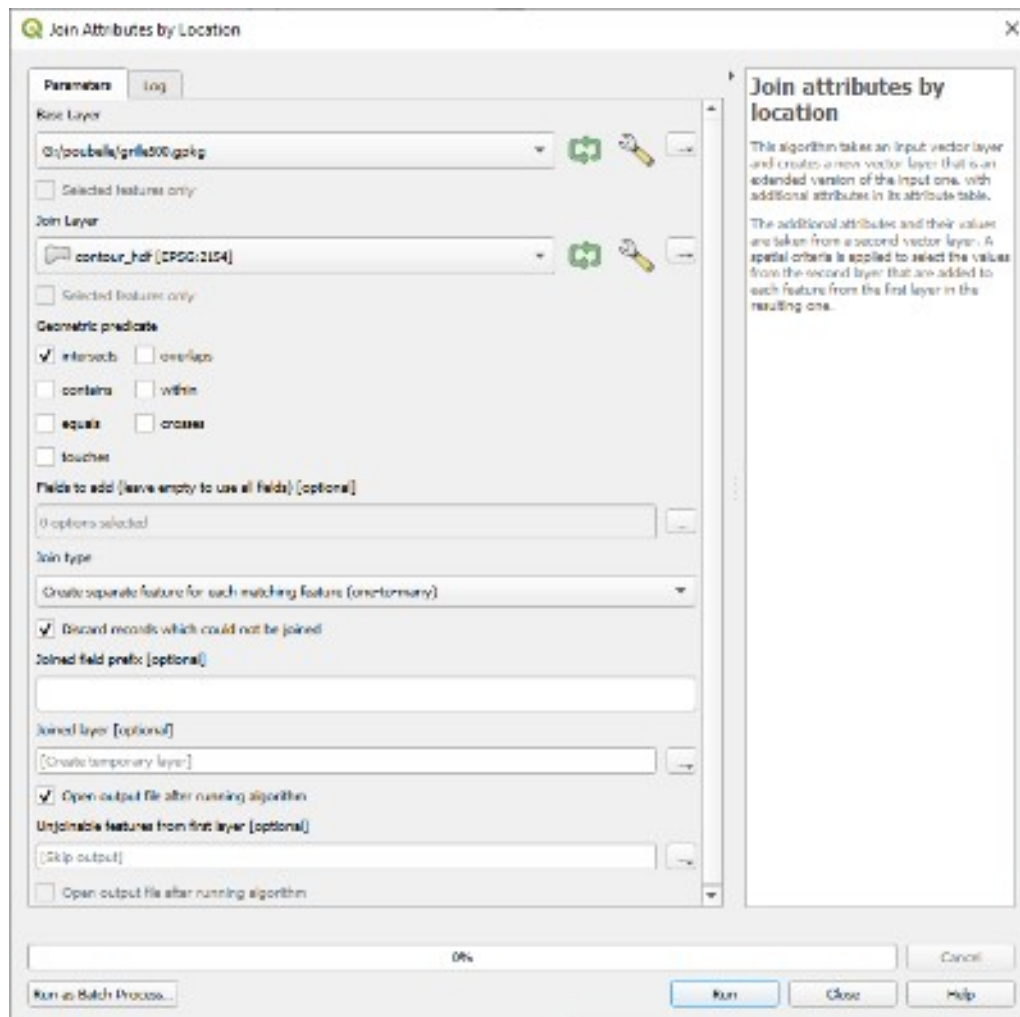 Join Attributes by Location
Parameters
Log
Base Layer
G:/poubelle/grille500.gpkg
Selected features only
Join Layer
contour_hdf [EPSG:2154]
Selected features only
Geometric predicate
intersects
overlaps
contains
within
equals
crosses
touches
Fields to add (leave empty to use all fields) [optional]
0 options selected
Join type
Create separate feature for each matching feature (one-to-many)
Discard records which could not be joined
Joined field prefix [optional]
Joined layer [optional]
[Create temporary layer]
Open output file after running algorithm
Unjoinable features from first layer [optional]
[Skip output]
Open output file after running algorithm
Join attributes by
location
This algorithm takes an input vector layer
and creates a new vector layer that is an
extended version of the input one, with
additional attributes in its attribute table.
The additional attributes and their values
are taken from a second vector layer. A
spatial criteria is applied to select the values
from the second layer that are added to
each feature from the first layer in the
resulting one.
0%
Cancel
Run as Batch Process...
Run
Close
Help